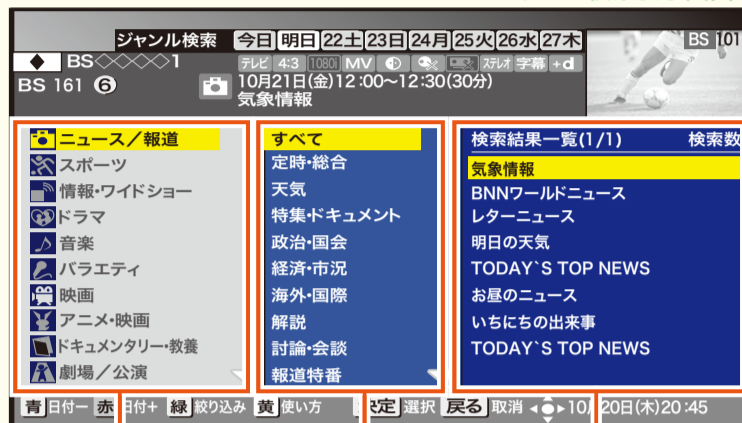 ジャンル検索 今日 明日 22土 23日 24月 25火 26水 27木
BS 101
BS◇◇◇◇1
テレビ 4:3 1080i MV ステレオ 字幕 +d
BS 161 ⑥
10月21日(金)12:00〜12:30(30分)
気象情報
ニュース/報道
スポーツ
情報・ワイドショー
ドラマ
音楽
バラエティ
映画
アニメ・映画
ドキュメンタリー・教養
劇場/公演
すべて
定時・総合
天気
特集・ドキュメント
政治・国会
経済・市況
海外・国際
解説
討論・会談
報道特番
検索結果一覧(1/1) 検索数
気象情報
BNNワールドニュース
レターニュース
明日の天気
TODAY`S TOP NEWS
お昼のニュース
いちにちの出来事
TODAY`S TOP NEWS
青 日付− 赤 日付+ 緑 絞り込み 黄 使い方 決定 選択 戻る 取消 10月20日(木)20:45